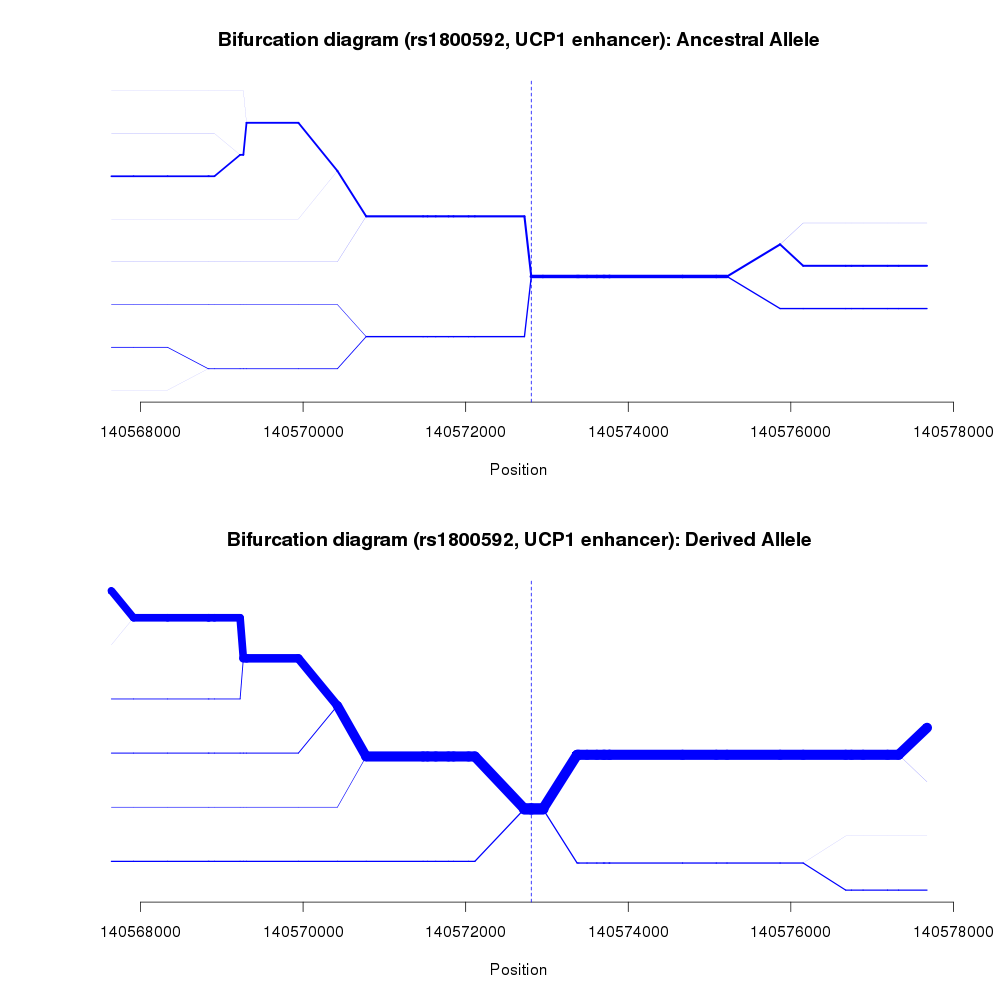 Bifurcation diagram (rs1800592, UCP1 enhancer): Ancestral Allele
140568000 140570000 140572000 140574000 140576000 140578000
Position
Bifurcation diagram (rs1800592, UCP1 enhancer): Derived Allele
140568000 140570000 140572000 140574000 140576000 140578000
Position